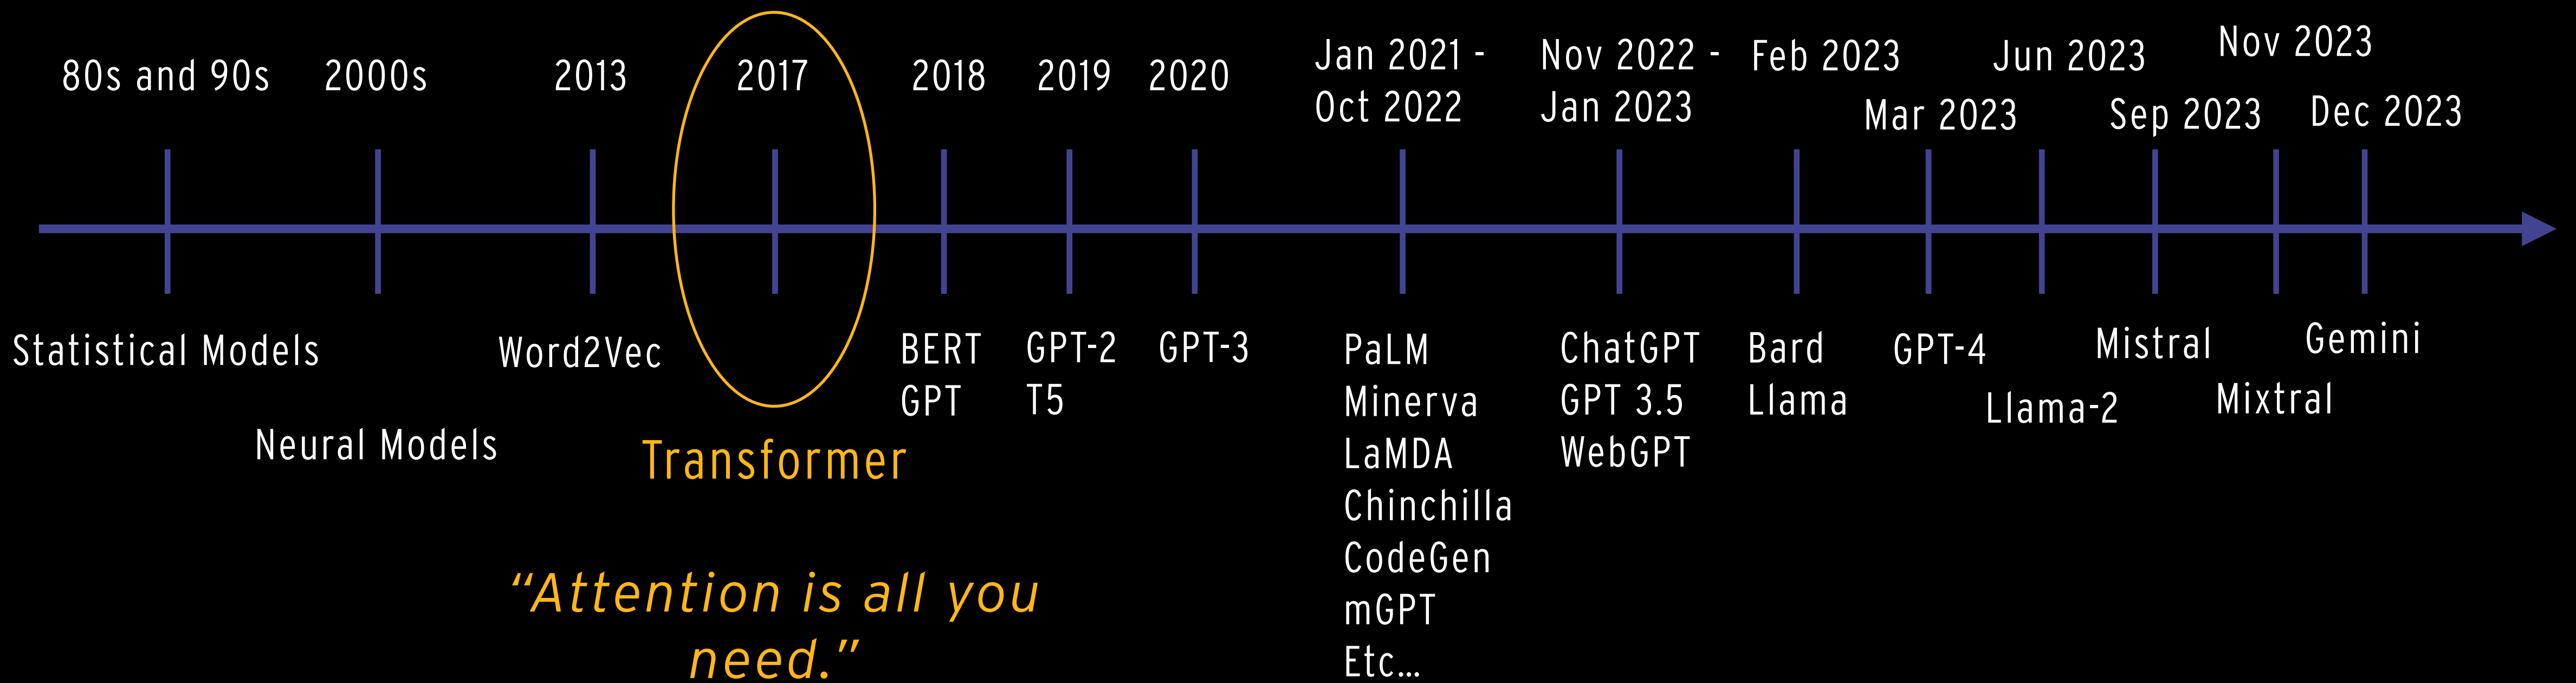 80s and 90s
2000s
2013
2017
2018
2019
2020
Jan 2021 -
Oct 2022
Nov 2022 -
Jan 2023
Feb 2023
Mar 2023
Jun 2023
Sep 2023
Nov 2023
Dec 2023
Statistical Models
Neural Models
Word2Vec
Transformer
“Attention is all you
need.”
BERT
GPT
GPT-2
T5
GPT-3
PaLM
Minerva
LaMDA
Chinchilla
CodeGen
mGPT
Etc...
ChatGPT
GPT 3.5
WebGPT
Bard
Llama
GPT-4
Llama-2
Mistral
Mixtral
Gemini